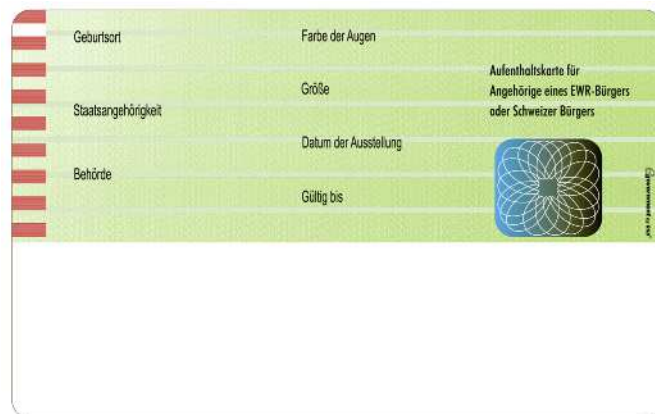 Geburtsort
Farbe der Augen
Aufenthaltskarte für
Angehörige eines EWR-Bürgers
oder Schweizer Bürgers
Größe
Staatsangehörigkeit
Datum der Ausstellung
Behörde
Gültig bis